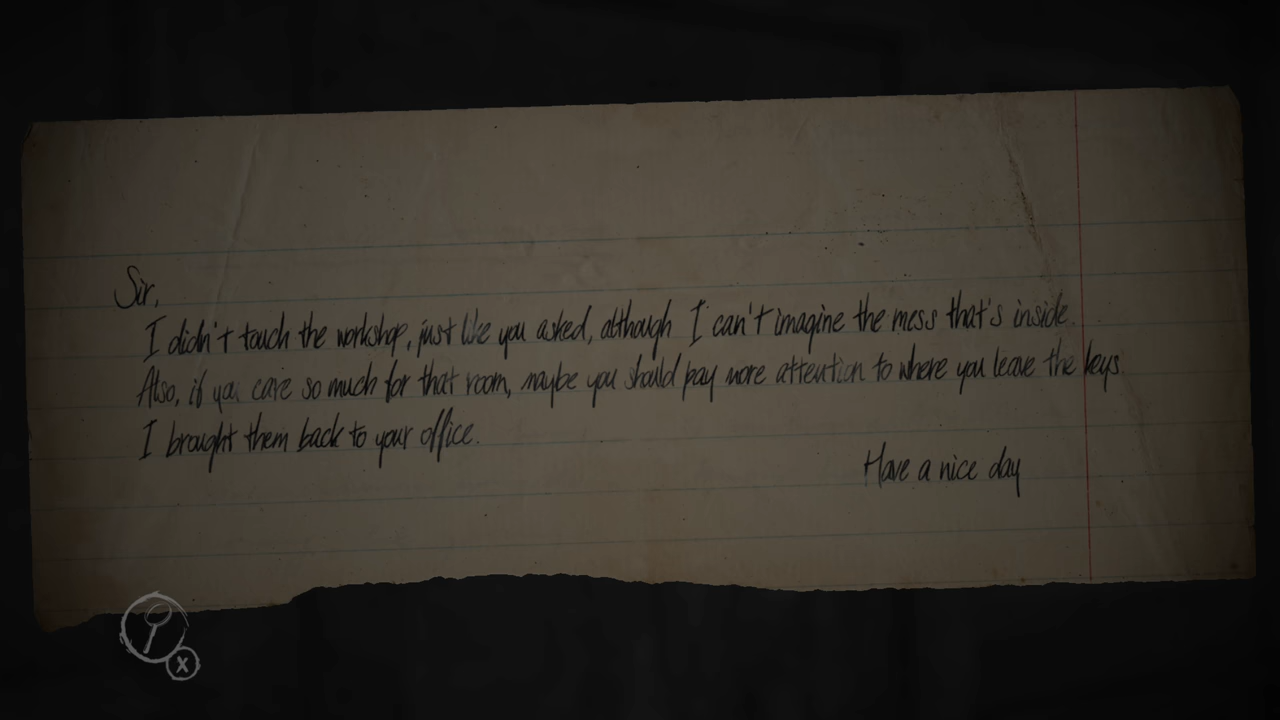 Sir,
I didn't touch the workshop, just like you asked, although I can't imagine the mess that's inside.
Also, if you care so much for that room, maybe you should pay more attention to where you leave the keys.
I brought them back to your office.
Have a nice day
X